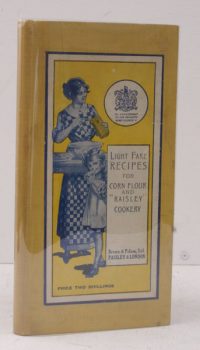 LIGHT FARE
RECIPES
FOR
CORN FLOUR
AND
"RAISLEY"
COOKERY
Brown & Polson, Ltd.
PAISLEY & LONDON
PRICE TWO SHILLINGS